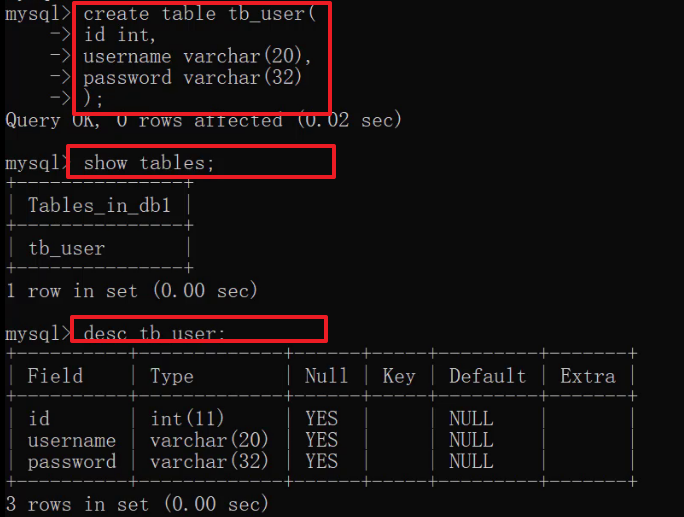 mysql> create table tb_user(
-> id int,
-> username varchar(20),
-> password varchar(32)
-> );
Query OK, 0 rows affected (0.02 sec)
mysql> show tables;
+---------------+
| Tables_in_db1 |
+---------------+
| tb_user       |
+---------------+
1 row in set (0.00 sec)
mysql> desc tb_user;
+----------+-------------+------+-----+---------+-------+
| Field    | Type        | Null | Key | Default | Extra |
+----------+-------------+------+-----+---------+-------+
| id       | int(11)     | YES  |     | NULL    |       |
| username | varchar(20) | YES  |     | NULL    |       |
| password | varchar(32) | YES  |     | NULL    |       |
+----------+-------------+------+-----+---------+-------+
3 rows in set (0.00 sec)